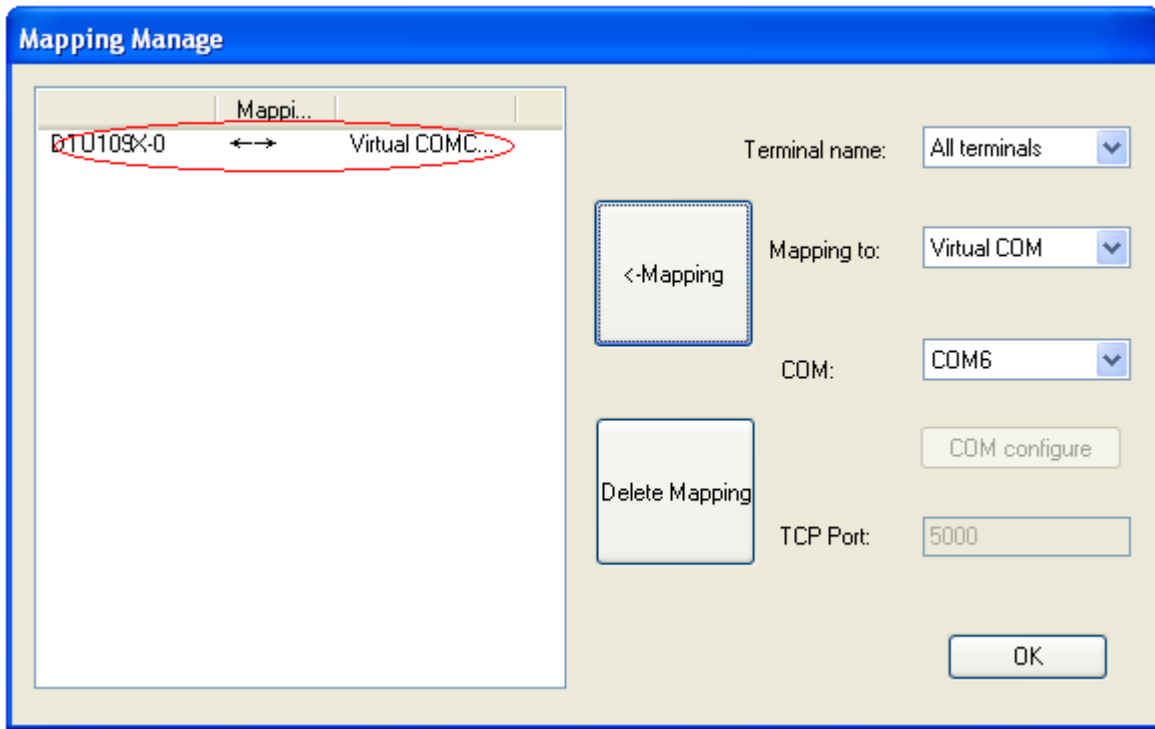 Mapping Manage
Mappi...
DTU109X-0 ←→ Virtual COMC...
Terminal name: All terminals
<-Mapping
Mapping to: Virtual COM
COM: COM6
COM configure
Delete Mapping
TCP Port: 5000
OK